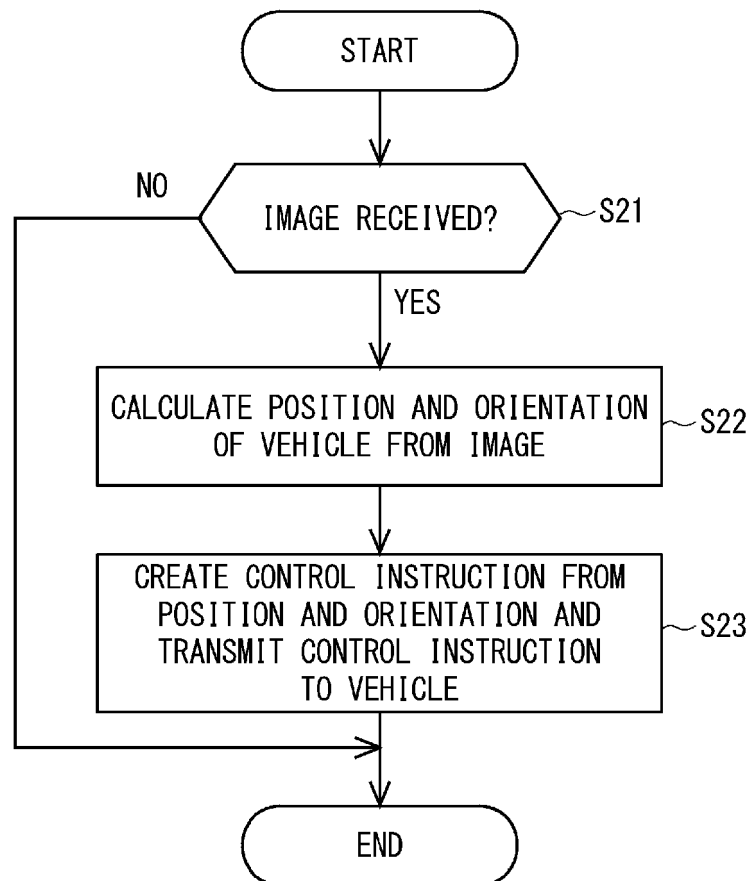 START
NO
IMAGE RECEIVED?
S21
YES
CALCULATE POSITION AND ORIENTATION
OF VEHICLE FROM IMAGE
S22
CREATE CONTROL INSTRUCTION FROM
POSITION AND ORIENTATION AND
TRANSMIT CONTROL INSTRUCTION
TO VEHICLE
S23
END